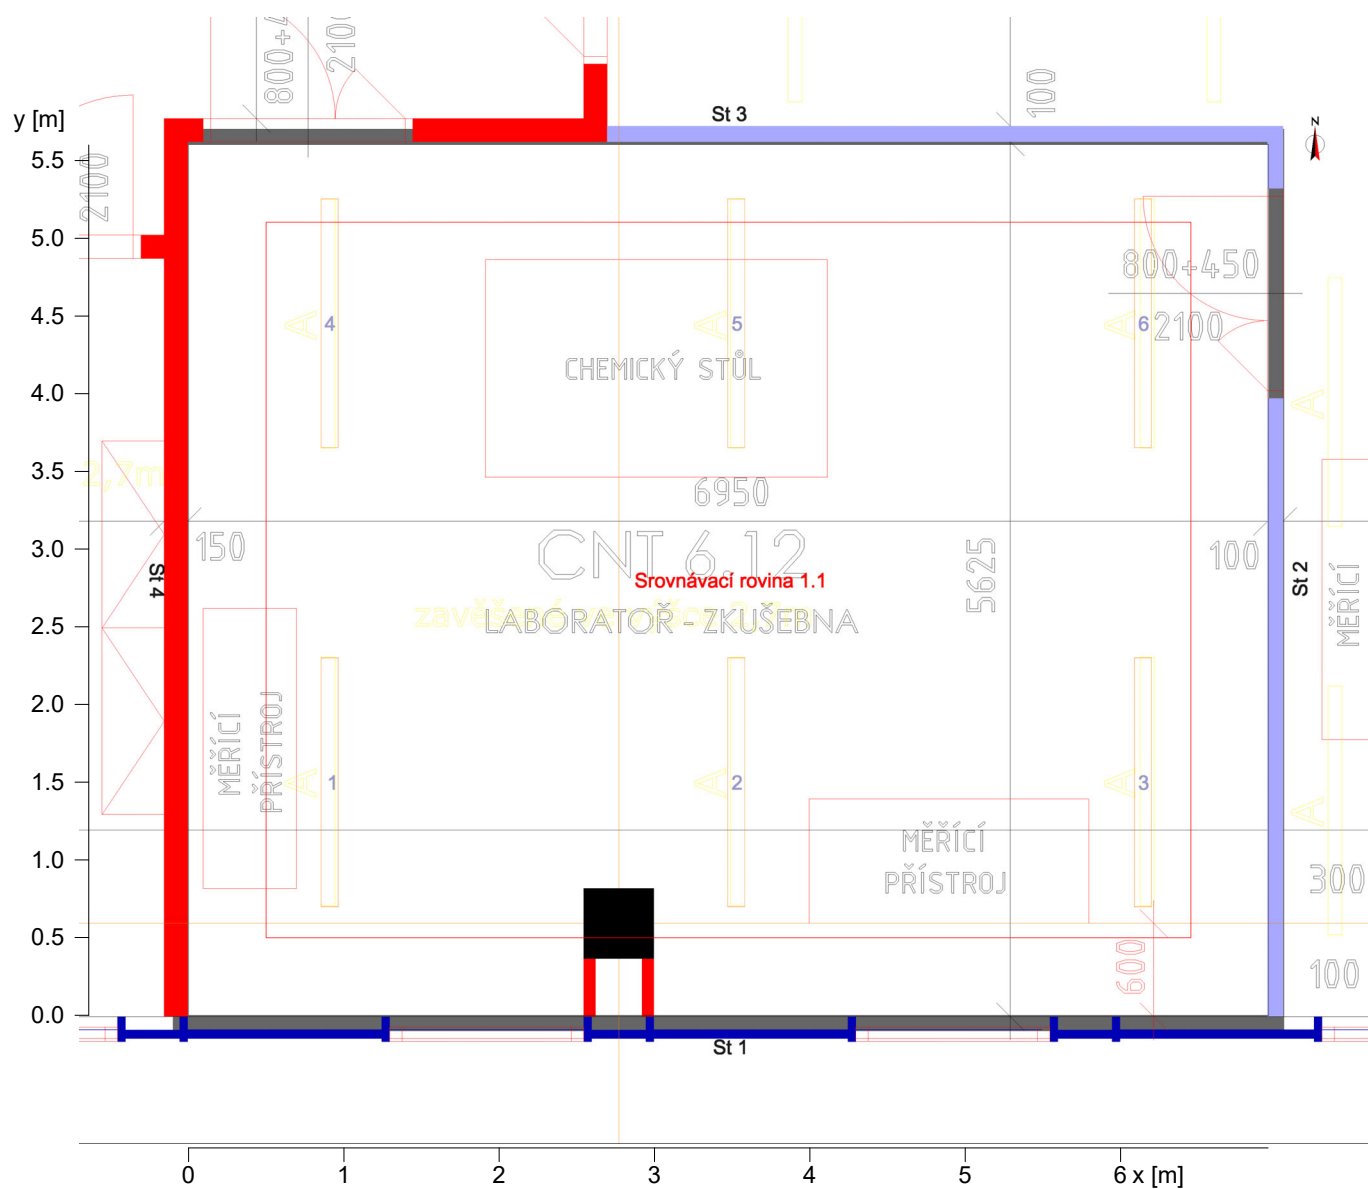 800+4
2100
100
y [m]
St 3
N
5.5
2100
5.0
800+450
4.5
A 4
A 5
A 6
2100
CHEMICKÝ STŮL
4.0
A
3.5
2,7m
6950
3.0
150
CNT 6.12
5625
100
St 4
Srovnávací rovina 1.1
St 2
MĚŘÍCÍ
2.5
LABORATOŘ - ZKUŠEBNA
2.0
MĚŘÍCÍ
PŘÍSTROJ
1.5
A 1
A 2
A 3
A
1.0
MĚŘÍCÍ
PŘÍSTROJ
300
0.5
600
100
0.0
St 1
0 1 2 3 4 5 6 x [m]